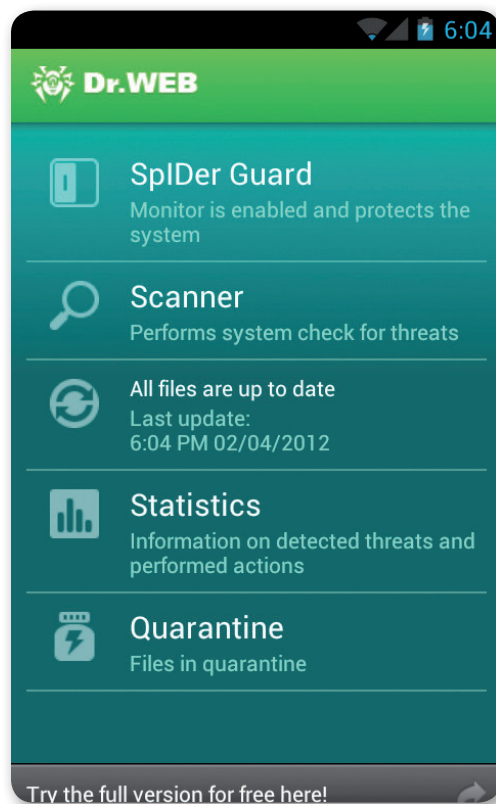 6:04
Dr.WEB
SpIDer Guard
Monitor is enabled and protects the
system
Scanner
Performs system check for threats
All files are up to date
Last update:
6:04 PM 02/04/2012
Statistics
Information on detected threats and
performed actions
Quarantine
Files in quarantine
Try the full version for free here!